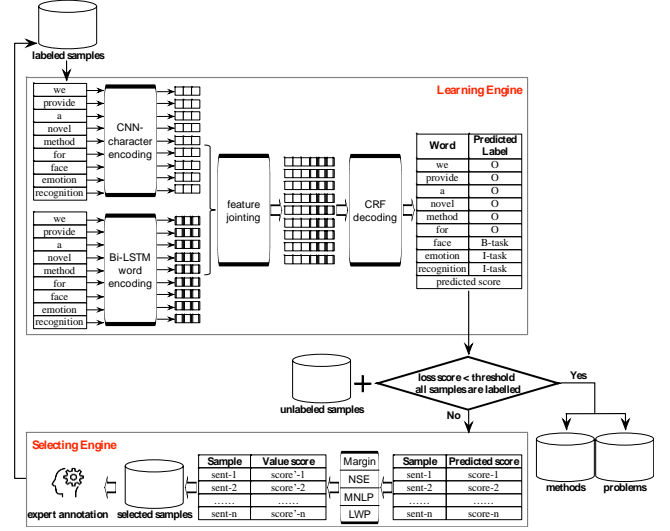 labeled samples
Learning Engine
we
provide
a
novel
method
for
face
emotion
recognition
CNN-
character
encoding
we
provide
a
novel
method
for
face
emotion
recognition
Bi-LSTM
word
encoding
feature
jointing
CRF
decoding
Word Predicted Label
we O
provide O
a O
novel O
method O
for O
face B-task
emotion I-task
recognition I-task
predicted score
unlabeled samples
+
loss score < threshold
all samples are labelled
Yes
No
methods
problems
Selecting Engine
expert annotation
selected samples
Sample Value score
sent-1 score'-1
sent-2 score'-2
...... ......
sent-n score'-n
Margin
NSE
MNLP
LWP
Sample Predicted score
sent-1 score-1
sent-2 score-2
...... ......
sent-n score-n